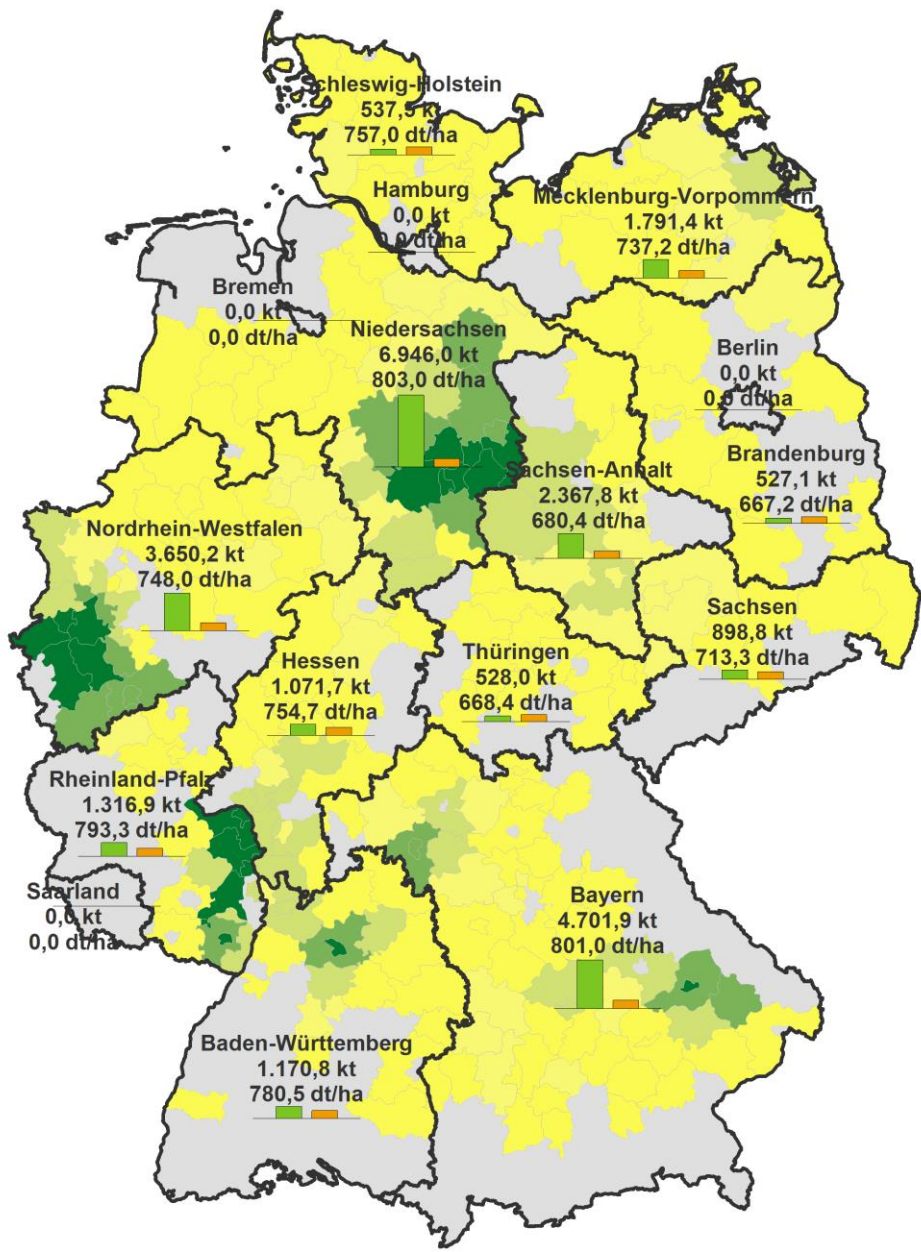 Schleswig-Holstein
537,5 kt
757,0 dt/ha
Hamburg
0,0 kt
0,0 dt/ha
Mecklenburg-Vorpommern
1.791,4 kt
737,2 dt/ha
Bremen
0,0 kt
0,0 dt/ha
Niedersachsen
6.946,0 kt
803,0 dt/ha
Berlin
0,0 kt
0,0 dt/ha
Brandenburg
527,1 kt
667,2 dt/ha
Sachsen-Anhalt
2.367,8 kt
680,4 dt/ha
Nordrhein-Westfalen
3.650,2 kt
748,0 dt/ha
Sachsen
898,8 kt
713,3 dt/ha
Hessen
1.071,7 kt
754,7 dt/ha
Thüringen
528,0 kt
668,4 dt/ha
Rheinland-Pfalz
1.316,9 kt
793,3 dt/ha
Saarland
0,0 kt
0,0 dt/ha
Bayern
4.701,9 kt
801,0 dt/ha
Baden-Württemberg
1.170,8 kt
780,5 dt/ha